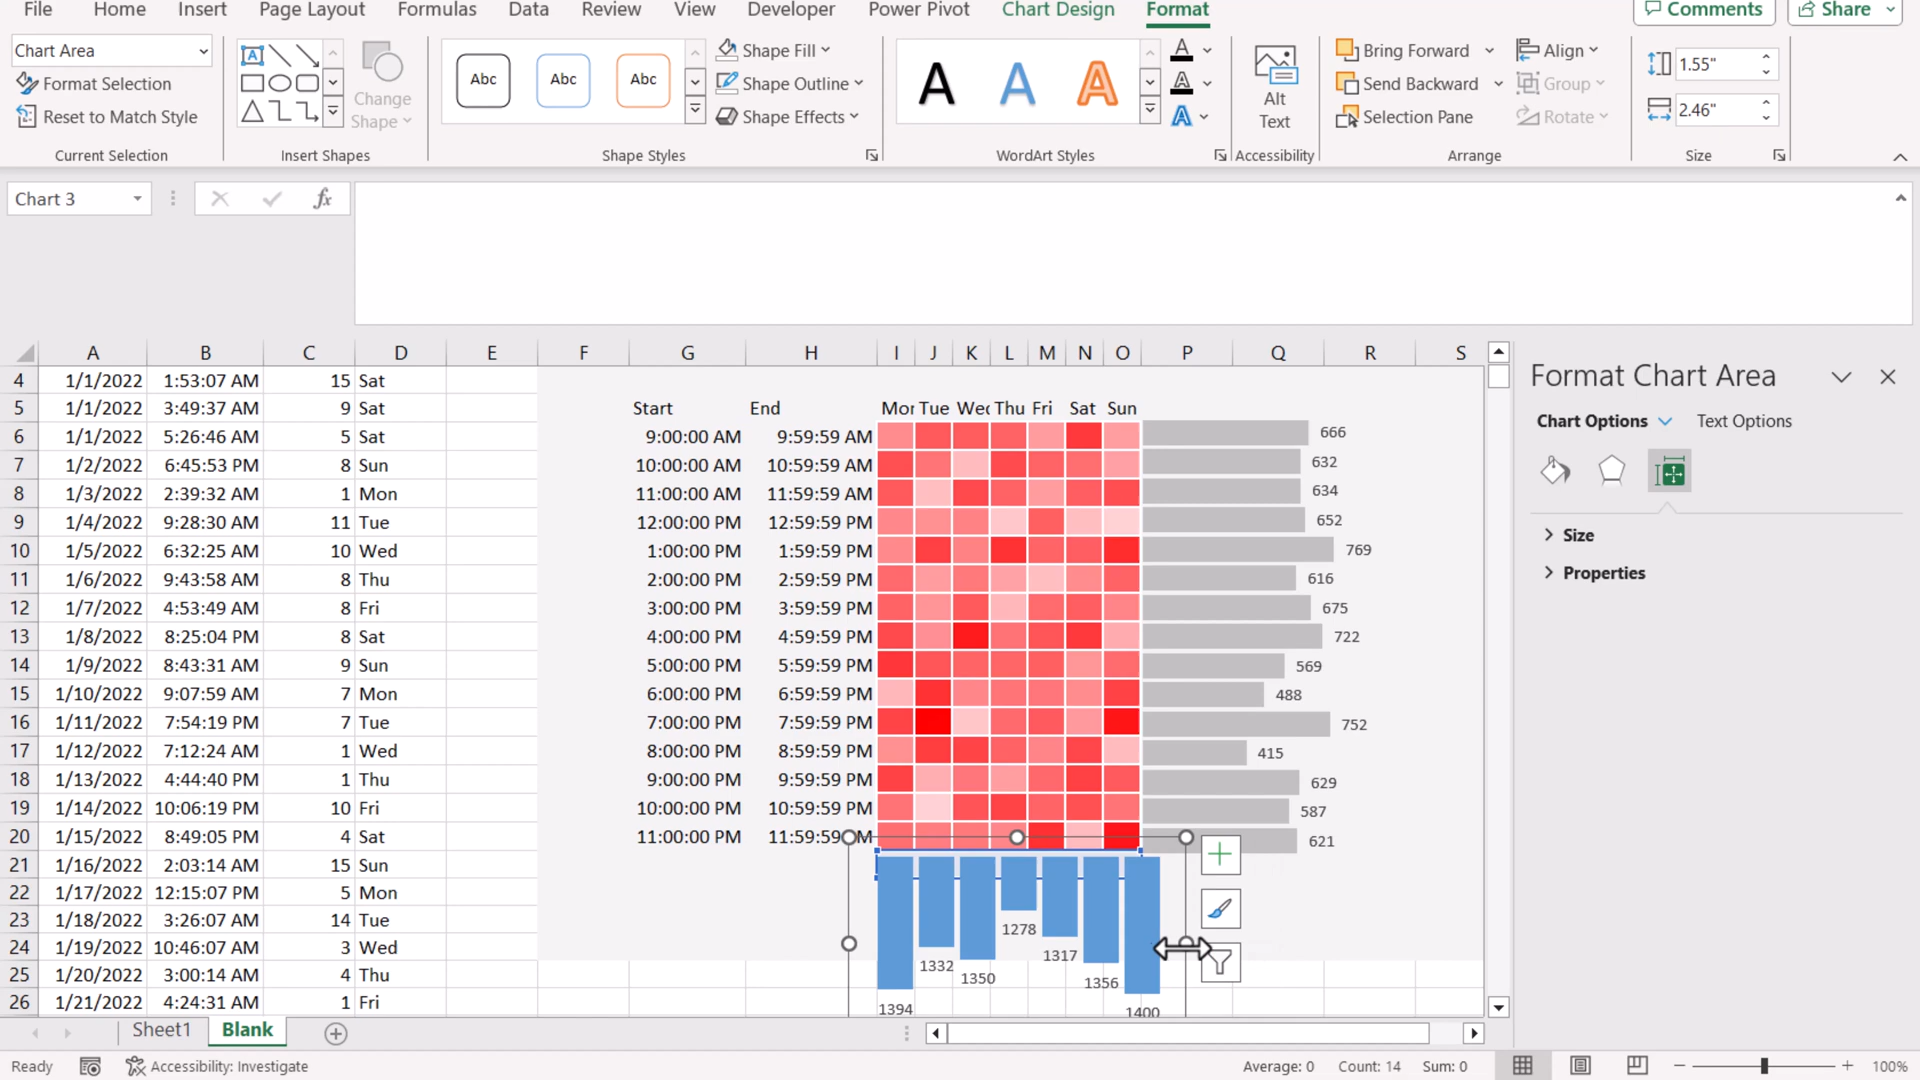 File Home Insert Page Layout Formulas Data Review View Developer Power Pivot Chart Design Format Comments Share
Chart Area
Format Selection
Reset to Match Style
Current Selection
Change
Shape
Insert Shapes
Abc Abc Abc
Shape Fill
Shape Outline
Shape Effects
Shape Styles
A A A
A
A
A
WordArt Styles
Alt
Text
Accessibility
Bring Forward
Send Backward
Selection Pane
Align
Group
Rotate
Arrange
1.55"
2.46"
Size
Chart 3 fx
A B C D E F G H I J K L M N O P Q R S
4 1/1/2022 1:53:07 AM 15 Sat
5 1/1/2022 3:49:37 AM 9 Sat Start End Mor Tue Wec Thu Fri Sat Sun
6 1/1/2022 5:26:46 AM 5 Sat 9:00:00 AM 9:59:59 AM 666
7 1/2/2022 6:45:53 PM 8 Sun 10:00:00 AM 10:59:59 AM 632
8 1/3/2022 2:39:32 AM 1 Mon 11:00:00 AM 11:59:59 AM 634
9 1/4/2022 9:28:30 AM 11 Tue 12:00:00 PM 12:59:59 PM 652
10 1/5/2022 6:32:25 AM 10 Wed 1:00:00 PM 1:59:59 PM 769
11 1/6/2022 9:43:58 AM 8 Thu 2:00:00 PM 2:59:59 PM 616
12 1/7/2022 4:53:49 AM 8 Fri 3:00:00 PM 3:59:59 PM 675
13 1/8/2022 8:25:04 PM 8 Sat 4:00:00 PM 4:59:59 PM 722
14 1/9/2022 8:43:31 AM 9 Sun 5:00:00 PM 5:59:59 PM 569
15 1/10/2022 9:07:59 AM 7 Mon 6:00:00 PM 6:59:59 PM 488
16 1/11/2022 7:54:19 PM 7 Tue 7:00:00 PM 7:59:59 PM 752
17 1/12/2022 7:12:24 AM 1 Wed 8:00:00 PM 8:59:59 PM 415
18 1/13/2022 4:44:40 PM 1 Thu 9:00:00 PM 9:59:59 PM 629
19 1/14/2022 10:06:19 PM 10 Fri 10:00:00 PM 10:59:59 PM 587
20 1/15/2022 8:49:05 PM 4 Sat 11:00:00 PM 11:59:59 M 621
21 1/16/2022 2:03:14 AM 15 Sun
22 1/17/2022 12:15:07 PM 5 Mon
23 1/18/2022 3:26:07 AM 14 Tue 1278
24 1/19/2022 10:46:07 AM 3 Wed 1317
25 1/20/2022 3:00:14 AM 4 Thu 1332 1350 1356
26 1/21/2022 4:24:31 AM 1 Fri 1394 1400
Format Chart Area
Chart Options Text Options
Size
Properties
Sheet1 Blank
Ready Accessibility: Investigate Average: 0 Count: 14 Sum: 0 100%